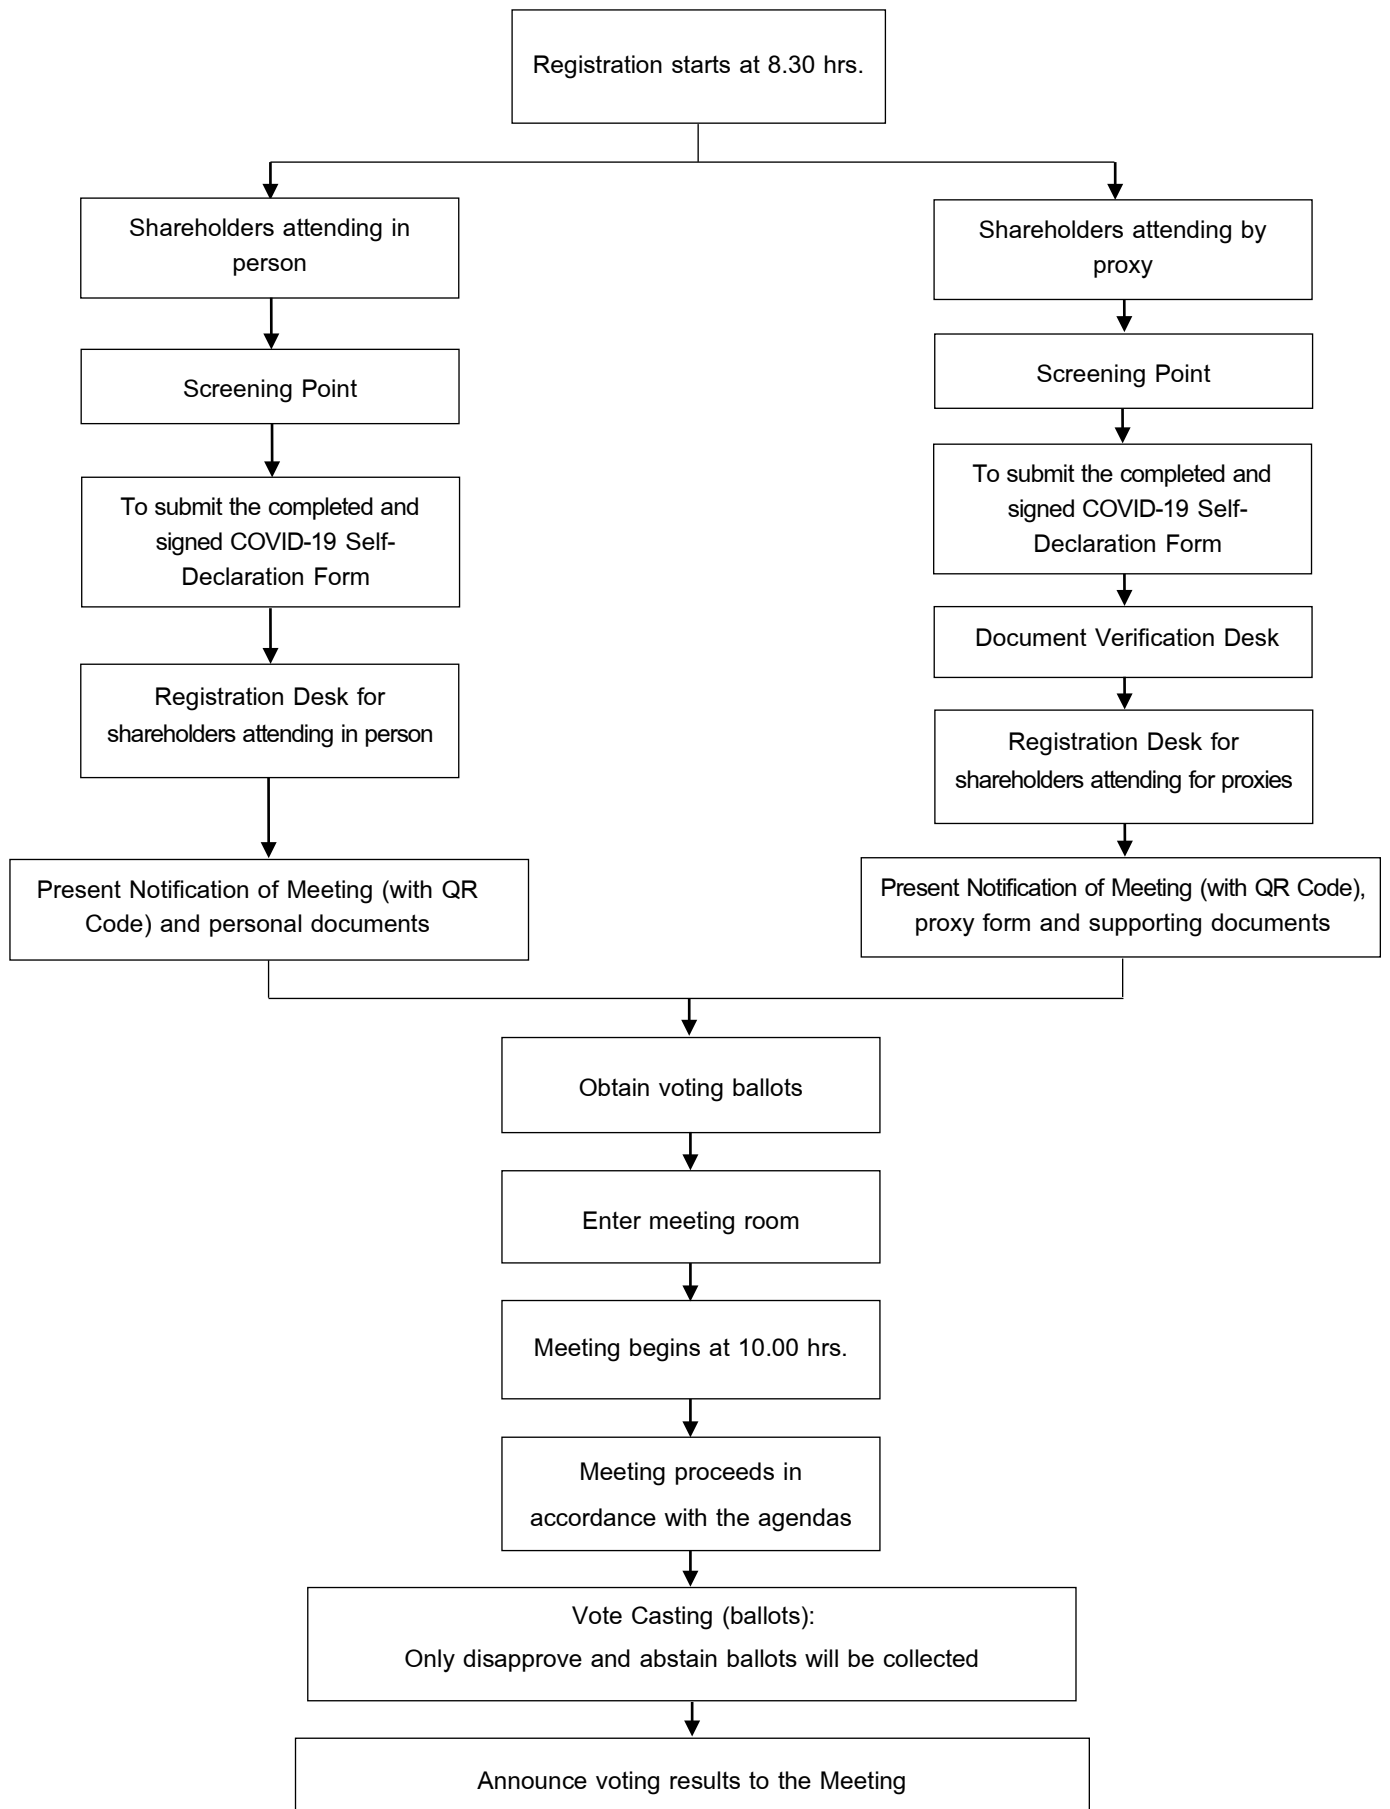 Registration starts at 8.30 hrs.
Shareholders attending in
person
Screening Point
To submit the completed and
signed COVID-19 Self-
Declaration Form
Registration Desk for
shareholders attending in person
Present Notification of Meeting (with QR
Code) and personal documents
Shareholders attending by
proxy
Screening Point
To submit the completed and
signed COVID-19 Self-
Declaration Form
Document Verification Desk
Registration Desk for
shareholders attending for proxies
Present Notification of Meeting (with QR Code),
proxy form and supporting documents
Obtain voting ballots
Enter meeting room
Meeting begins at 10.00 hrs.
Meeting proceeds in
accordance with the agendas
Vote Casting (ballots):
Only disapprove and abstain ballots will be collected
Announce voting results to the Meeting